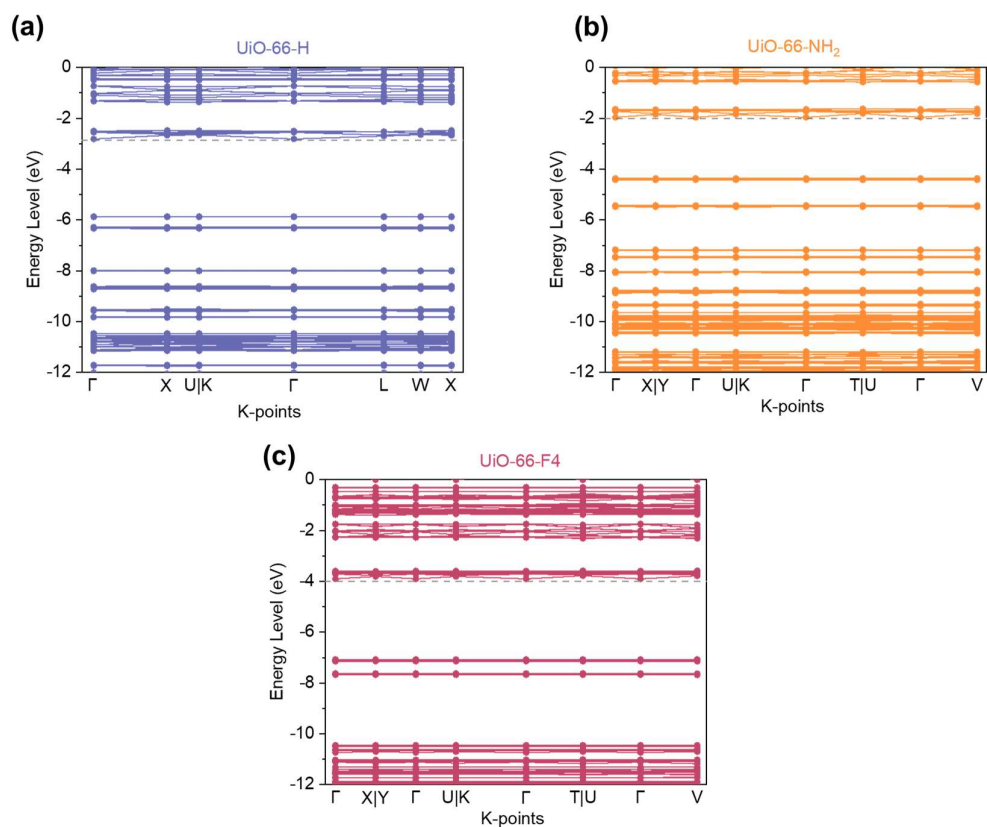 (a)
UiO-66-H
0
-2
-4
-6
-8
-10
-12
Energy Level (eV)
Γ X U|K Γ L W X
K-points
(b)
UiO-66-NH₂
0
-2
-4
-6
-8
-10
-12
Energy Level (eV)
Γ X|Y Γ U|K Γ T|U Γ V
K-points
(c)
UiO-66-F4
0
-2
-4
-6
-8
-10
-12
Energy Level (eV)
Γ X|Y Γ U|K Γ T|U Γ V
K-points